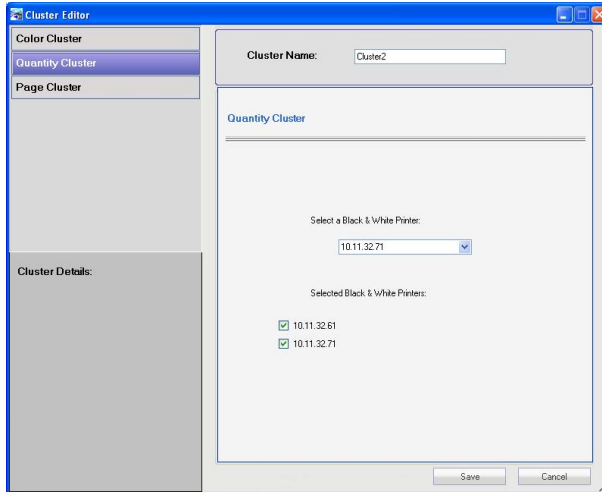 Cluster Editor
Color Cluster
Quantity Cluster
Page Cluster
Cluster Name:
Cluster2
Quantity Cluster
Select a Black & White Printer:
10.11.32.71
Cluster Details:
Selected Black & White Printers:
10.11.32.61
10.11.32.71
Save
Cancel